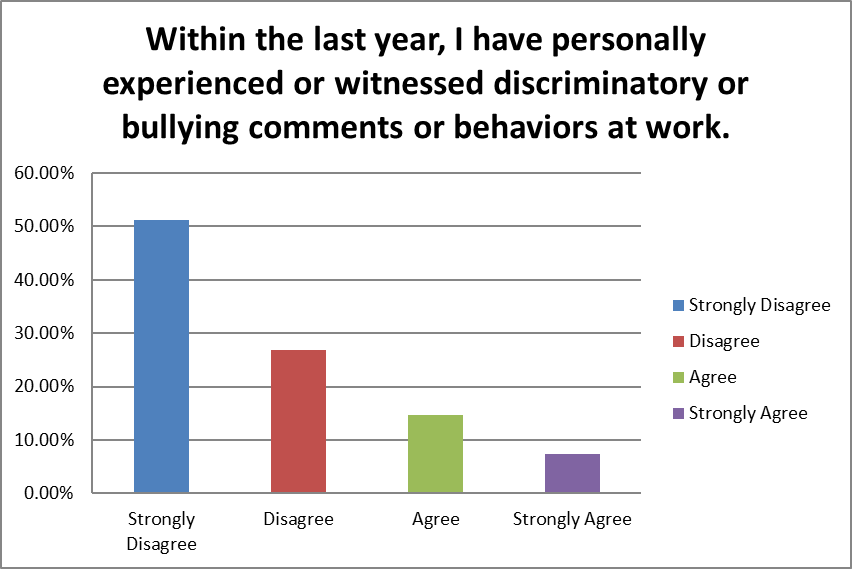 Within the last year, I have personally
experienced or witnessed discriminatory or
bullying comments or behaviors at work.
60.00%
50.00%
40.00%
30.00%
20.00%
10.00%
0.00%
Strongly
Disagree
Disagree
Agree
Strongly Agree
Strongly Disagree
Disagree
Agree
Strongly Agree